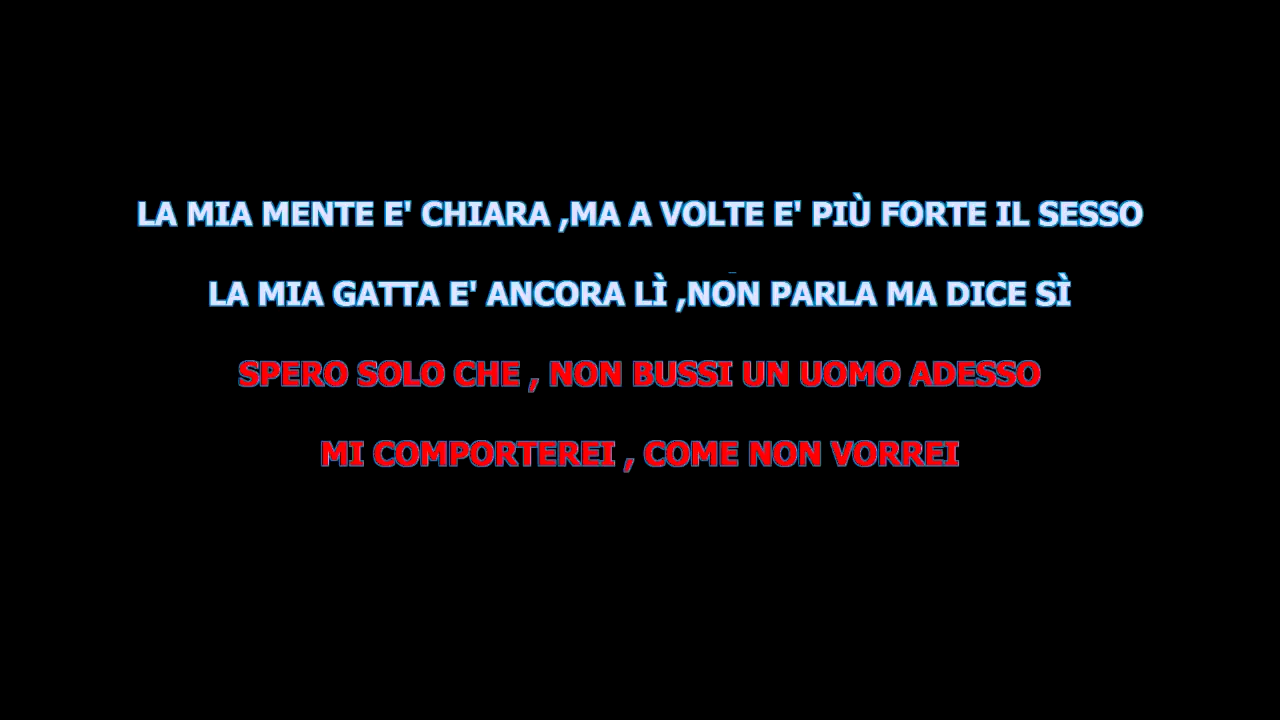 LA MIA MENTE E' CHIARA ,MA A VOLTE E' PIÙ FORTE IL SESSO
LA MIA GATTA E' ANCORA LÌ ,NON PARLA MA DICE SÌ
SPERO SOLO CHE , NON BUSSI UN UOMO ADESSO
MI COMPORTEREI , COME NON VORREI